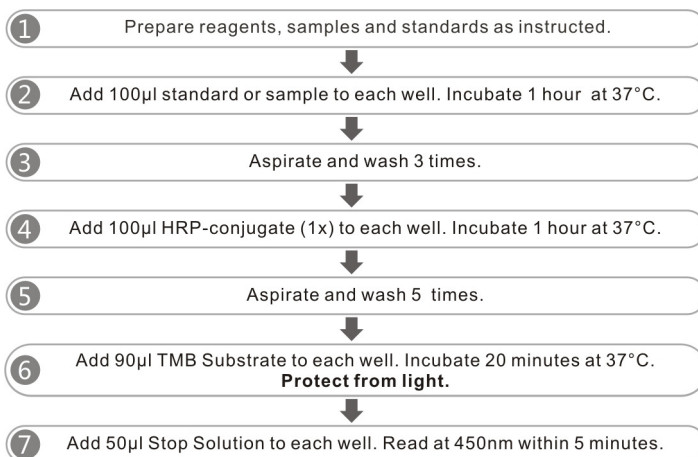 1 Prepare reagents, samples and standards as instructed.
2 Add 100μl standard or sample to each well. Incubate 1 hour at 37°C.
3 Aspirate and wash 3 times.
4 Add 100μl HRP-conjugate (1x) to each well. Incubate 1 hour at 37°C.
5 Aspirate and wash 5 times.
6 Add 90μl TMB Substrate to each well. Incubate 20 minutes at 37°C.
Protect from light.
7 Add 50μl Stop Solution to each well. Read at 450nm within 5 minutes.